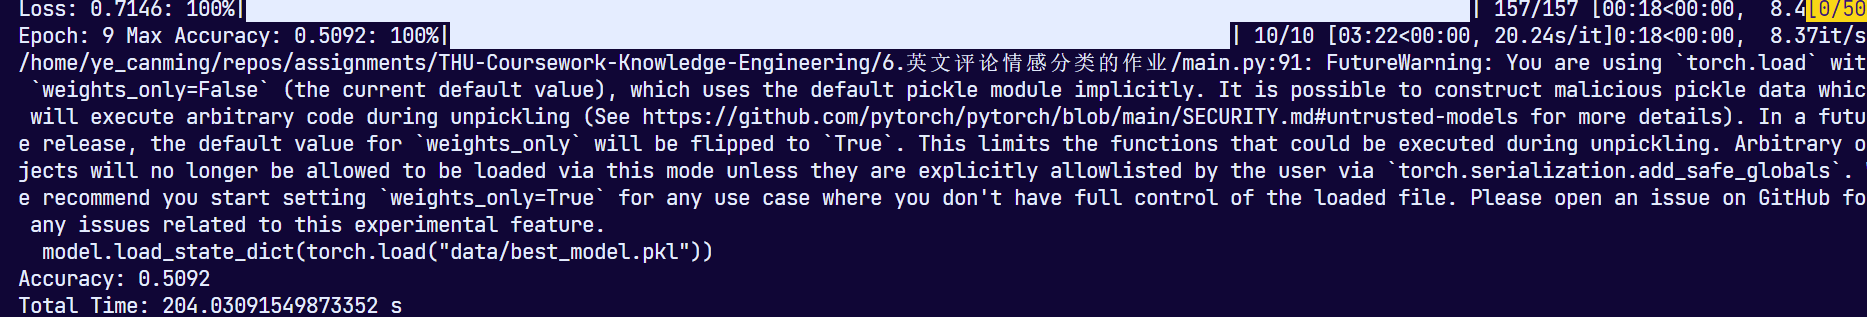 Loss: 0.7146: 100%| | 157/157 [00:18<00:00, 8.4[0/50
Epoch: 9 Max Accuracy: 0.5092: 100%| | 10/10 [03:22<00:00, 20.24s/it]0:18<00:00, 8.37it/s
/home/ye_canming/repos/assignments/THU-Coursework-Knowledge-Engineering/6.英文评论情感分类的作业/main.py:91: FutureWarning: You are using `torch.load` wit
`weights_only=False` (the current default value), which uses the default pickle module implicitly. It is possible to construct malicious pickle data whic
will execute arbitrary code during unpickling (See https://github.com/pytorch/pytorch/blob/main/SECURITY.md#untrusted-models for more details). In a futu
e release, the default value for `weights_only` will be flipped to `True`. This limits the functions that could be executed during unpickling. Arbitrary o
jects will no longer be allowed to be loaded via this mode unless they are explicitly allowlisted by the user via `torch.serialization.add_safe_globals`.
e recommend you start setting `weights_only=True` for any use case where you don't have full control of the loaded file. Please open an issue on GitHub fo
any issues related to this experimental feature.
model.load_state_dict(torch.load("data/best_model.pkl"))
Accuracy: 0.5092
Total Time: 204.03091549873352 s